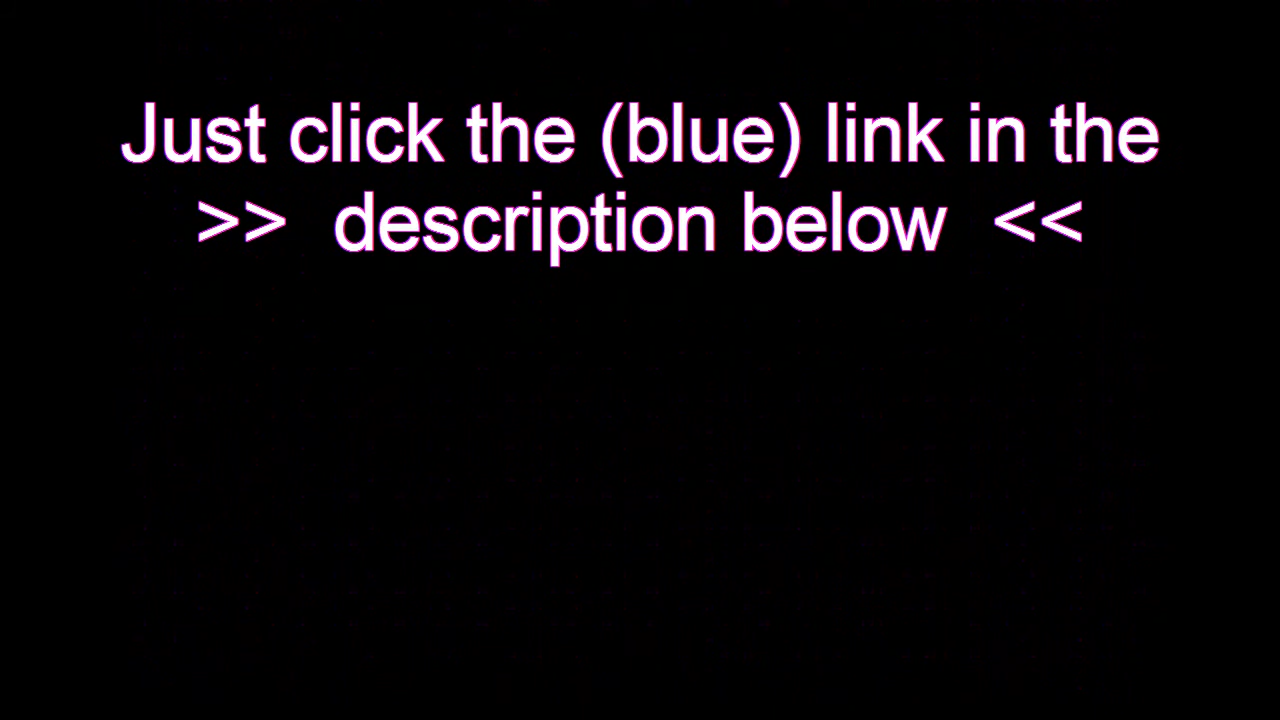 Just click the (blue) link in the
>> description below <<